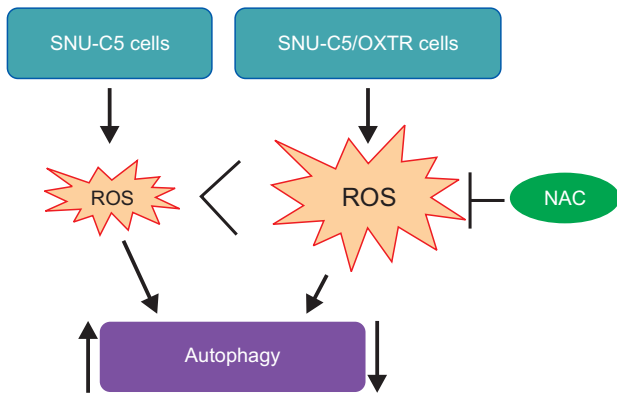 SNU-C5 cells
SNU-C5/OXTR cells
ROS
<
ROS
NAC
Autophagy